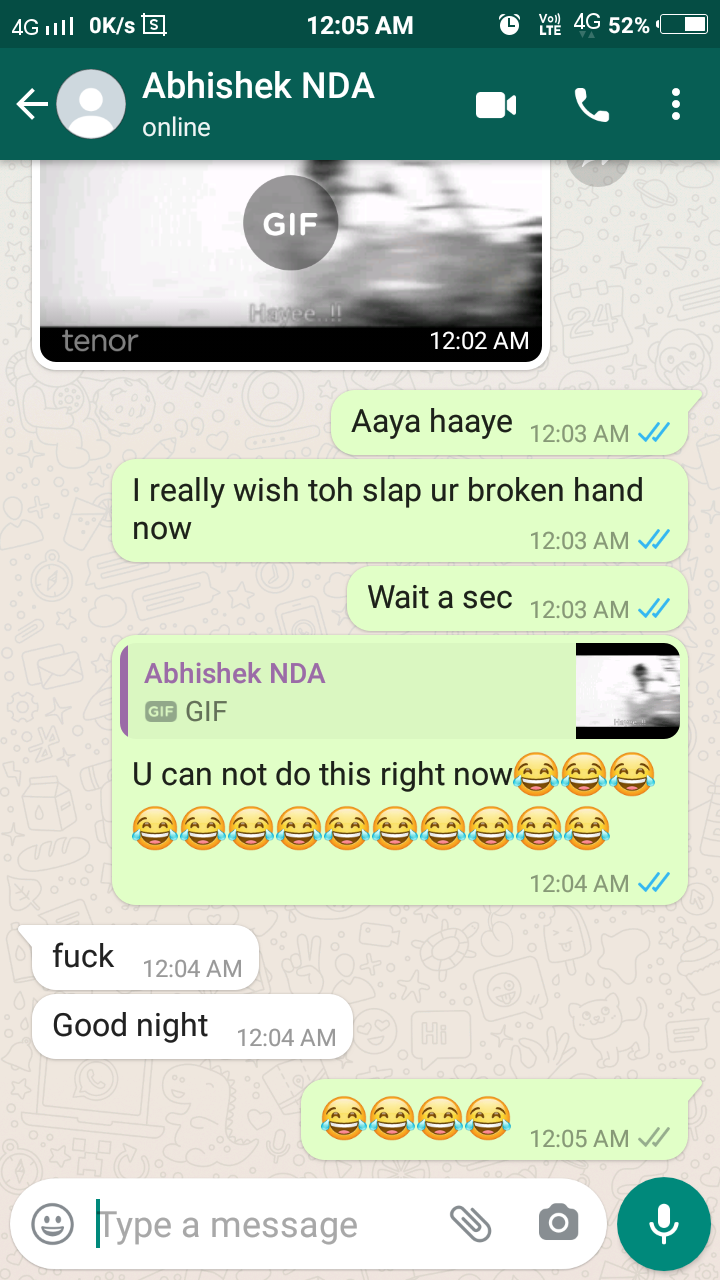 4G 0K/s S 12:05 AM Vo) LTE 4G 52%
Abhishek NDA
online
GIF
Hayee..!!
tenor 12:02 AM
Aaya haaye 12:03 AM
I really wish toh slap ur broken hand
now 12:03 AM
Wait a sec 12:03 AM
Abhishek NDA
GIF GIF
U can not do this right now😂😂😂
😂😂😂😂😂😂😂😂😂😂
12:04 AM
fuck 12:04 AM
Good night 12:04 AM
😂😂😂😂 12:05 AM
Type a message